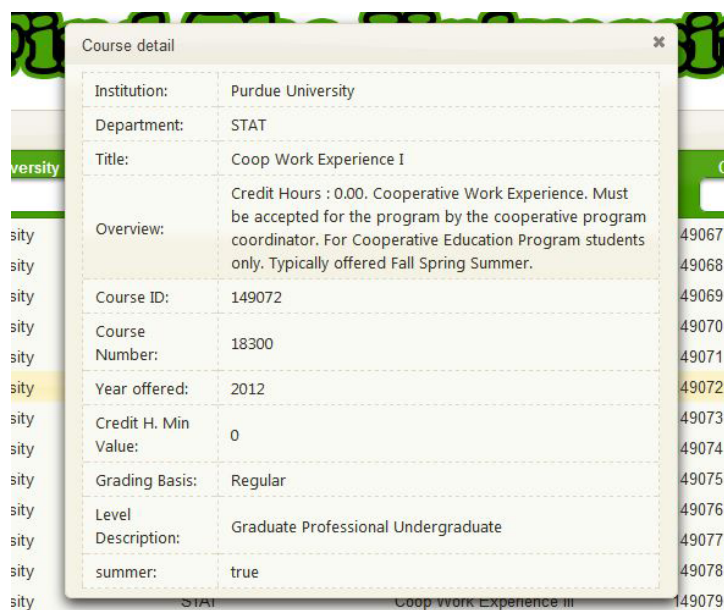 Course detail
Institution: Purdue University
Department: STAT
versity
Title: Coop Work Experience I
Credit Hours : 0.00. Cooperative Work Experience. Must
be accepted for the program by the cooperative program
sity Overview: coordinator. For Cooperative Education Program students 49067
sity only. Typically offered Fall Spring Summer. 49068
sity Course ID: 149072 49069
sity Course 49070
Number: 18300
sity 49071
sity Year offered: 2012 49072
sity Credit H. Min 49073
Value: 0
sity 49074
sity Grading Basis: Regular 49075
sity Level 49076
Description: Graduate Professional Undergraduate
sity 49077
sity summer: true 49078
sity STAT Coop Work Experience III 149079